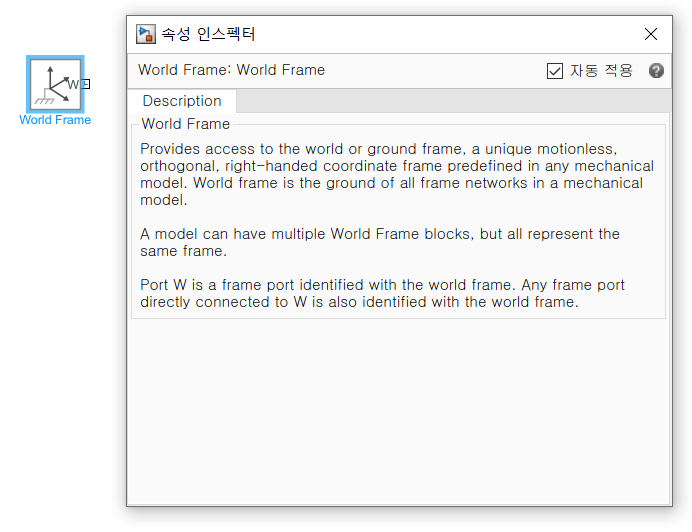 속성 인스펙터
World Frame: World Frame
자동 적용
?
W
World Frame
Description
World Frame
Provides access to the world or ground frame, a unique motionless,
orthogonal, right-handed coordinate frame predefined in any mechanical
model. World frame is the ground of all frame networks in a mechanical
model.
A model can have multiple World Frame blocks, but all represent the
same frame.
Port W is a frame port identified with the world frame. Any frame port
directly connected to W is also identified with the world frame.